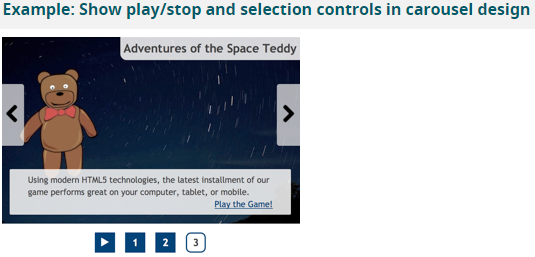 Example: Show play/stop and selection controls in carousel design
Adventures of the Space Teddy
Using modern HTML5 technologies, the latest installment of our
game performs great on your computer, tablet, or mobile.
Play the Game!
1 2 3